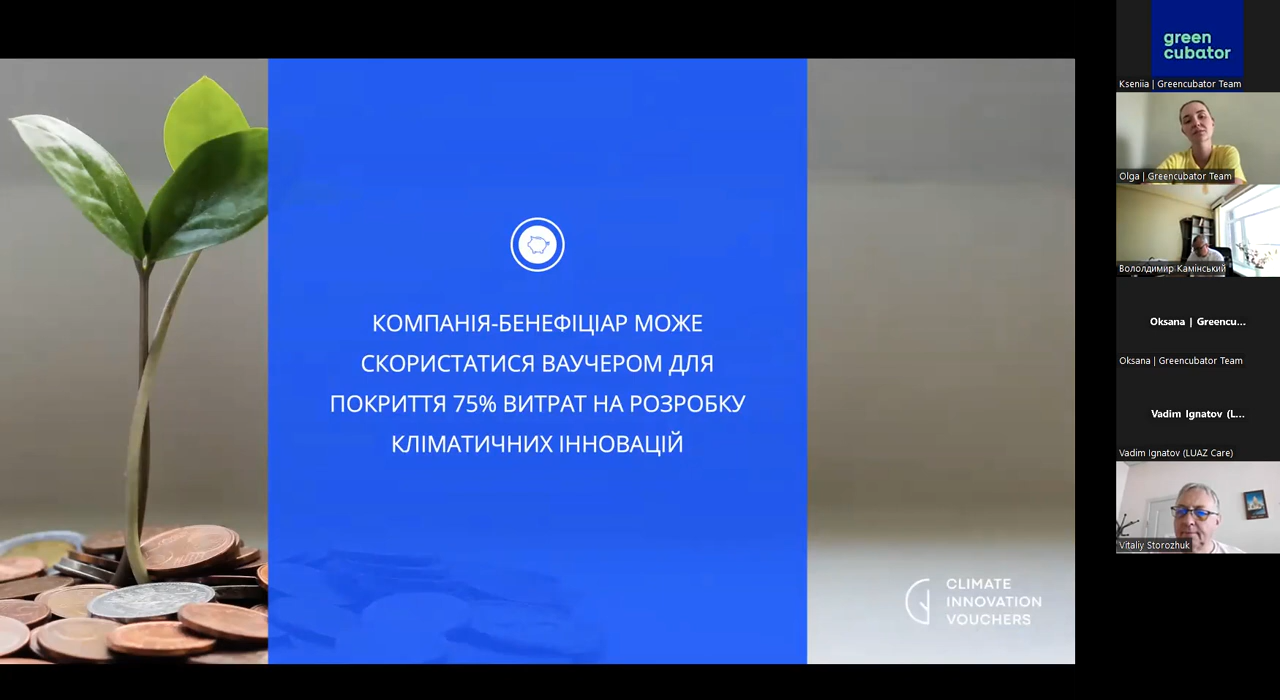 КОМПАНІЯ-БЕНЕФІЦІАР МОЖЕ
СКОРИСТАТИСЯ ВАУЧЕРОМ ДЛЯ
ПОКРИТТЯ 75% ВИТРАТ НА РОЗРОБКУ
КЛІМАТИЧНИХ ІННОВАЦІЙ
CLIMATE
INNOVATION
VOUCHERS
green
cubator
Kseniia | Greencubator Team
Olga | Greencubator Team
Вололдимир Камінський
Oksana | Greencu...
Oksana | Greencubator Team
Vadim Ignatov (L...
Vadim Ignatov (LUAZ Care)
Vitaliy Storozhuk